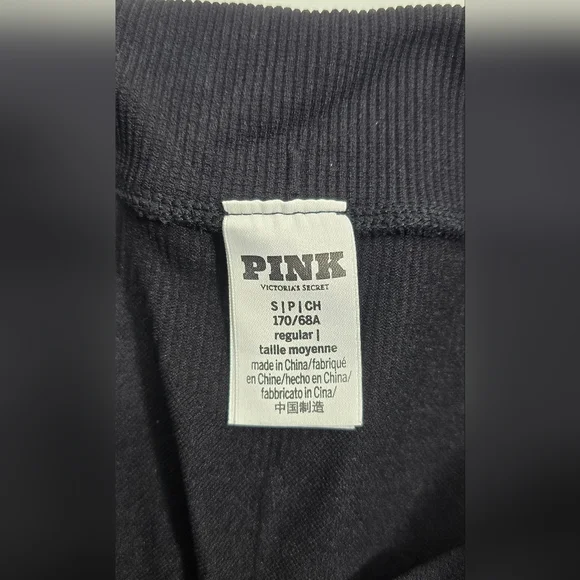 PINK
VICTORIA'S SECRET
S|P|CH
170/68A
regular|
taille moyenne
made in China/fabriqué
en Chine/hecho en China/
fabbricato in Cina/
中国制造